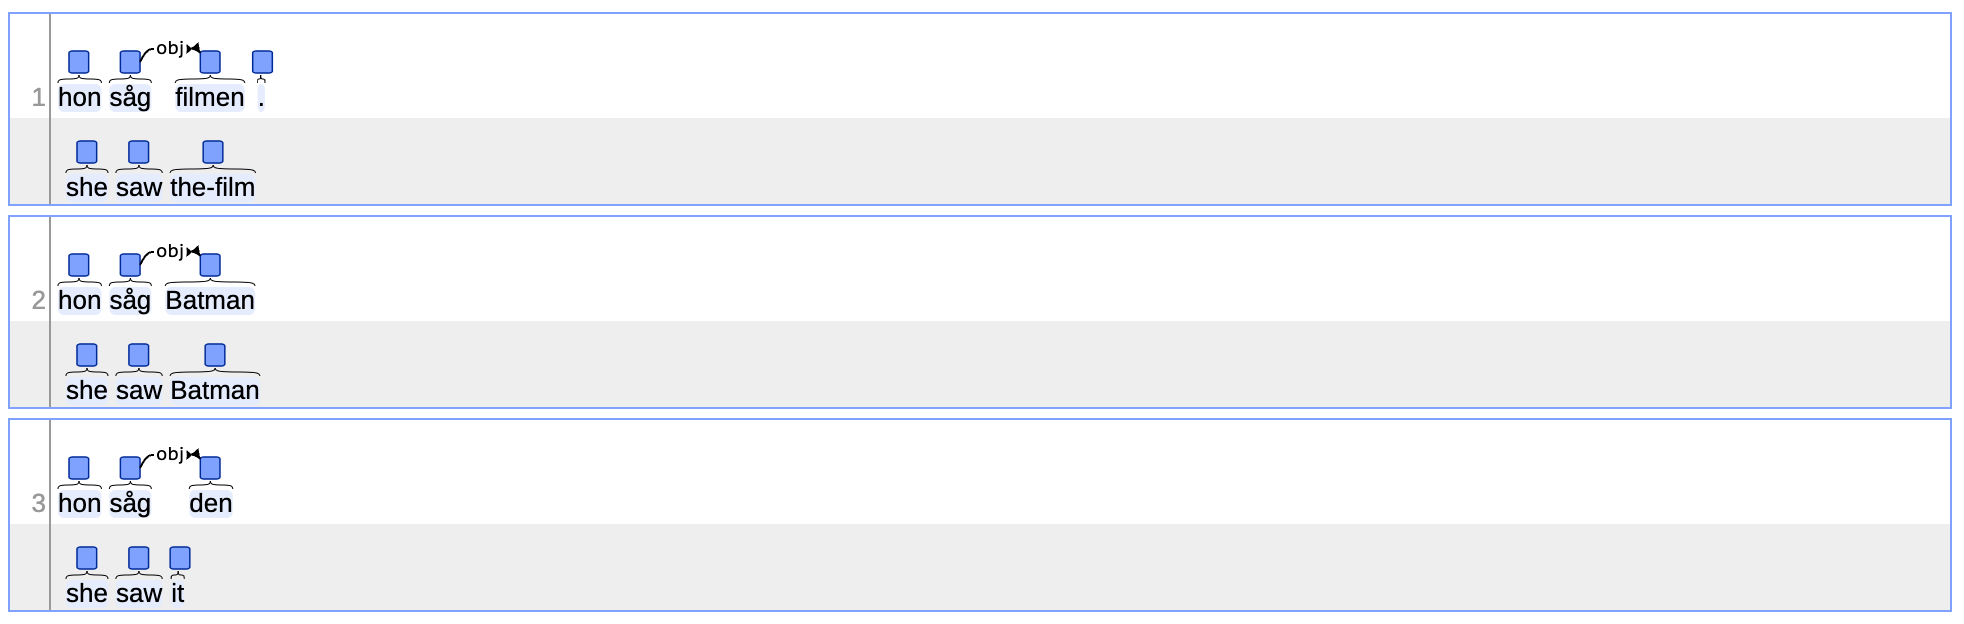 obj
1 hon såg filmen .
she saw the-film
obj
2 hon såg Batman
she saw Batman
obj
3 hon såg den
she saw it